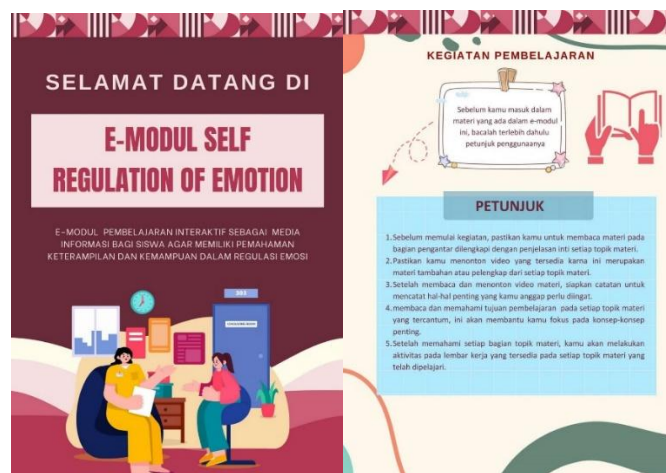 SELAMAT DATANG DI
E-MODUL SELF
REGULATION OF EMOTION
E-MODUL PEMBELAJARAN INTERAKTIF SEBAGAI MEDIA
INFORMASI BAGI SISWA AGAR MEMILIKI PEMAHAMAN
KETERAMPILAN DAN KEMAMPUAN DALAM REGULASI EMOSI
KEGIATAN PEMBELAJARAN
Sebelum kamu masuk dalam
materi yang ada dalam e-modul
ini, bacalah terlebih dahulu
petunjuk penggunaanya
PETUNJUK
1. Sebelum memulai kegiatan, pastikan kamu untuk membaca materi pada
bagian pengantar dilengkapi dengan penjelasan inti setiap topik materi.
2. Pastikan kamu menonton video yang tersedia karna ini merupakan
materi tambahan atau pelengkap dari setiap topik materi.
3. Setelah membaca dan menonton video materi, siapkan catatan untuk
mencatat hal-hal penting yang kamu anggap perlu diingat.
4. membaca dan memahami tujuan pembelajaran pada setiap topik materi
yang tercantum, ini akan membantu kamu fokus pada konsep-konsep
penting.
5. Setelah memahami setiap bagian topik materi, kamu akan melakukan
aktivitas pada lembar kerja yang tersedia pada setiap topik materi yang
telah dipelajari.